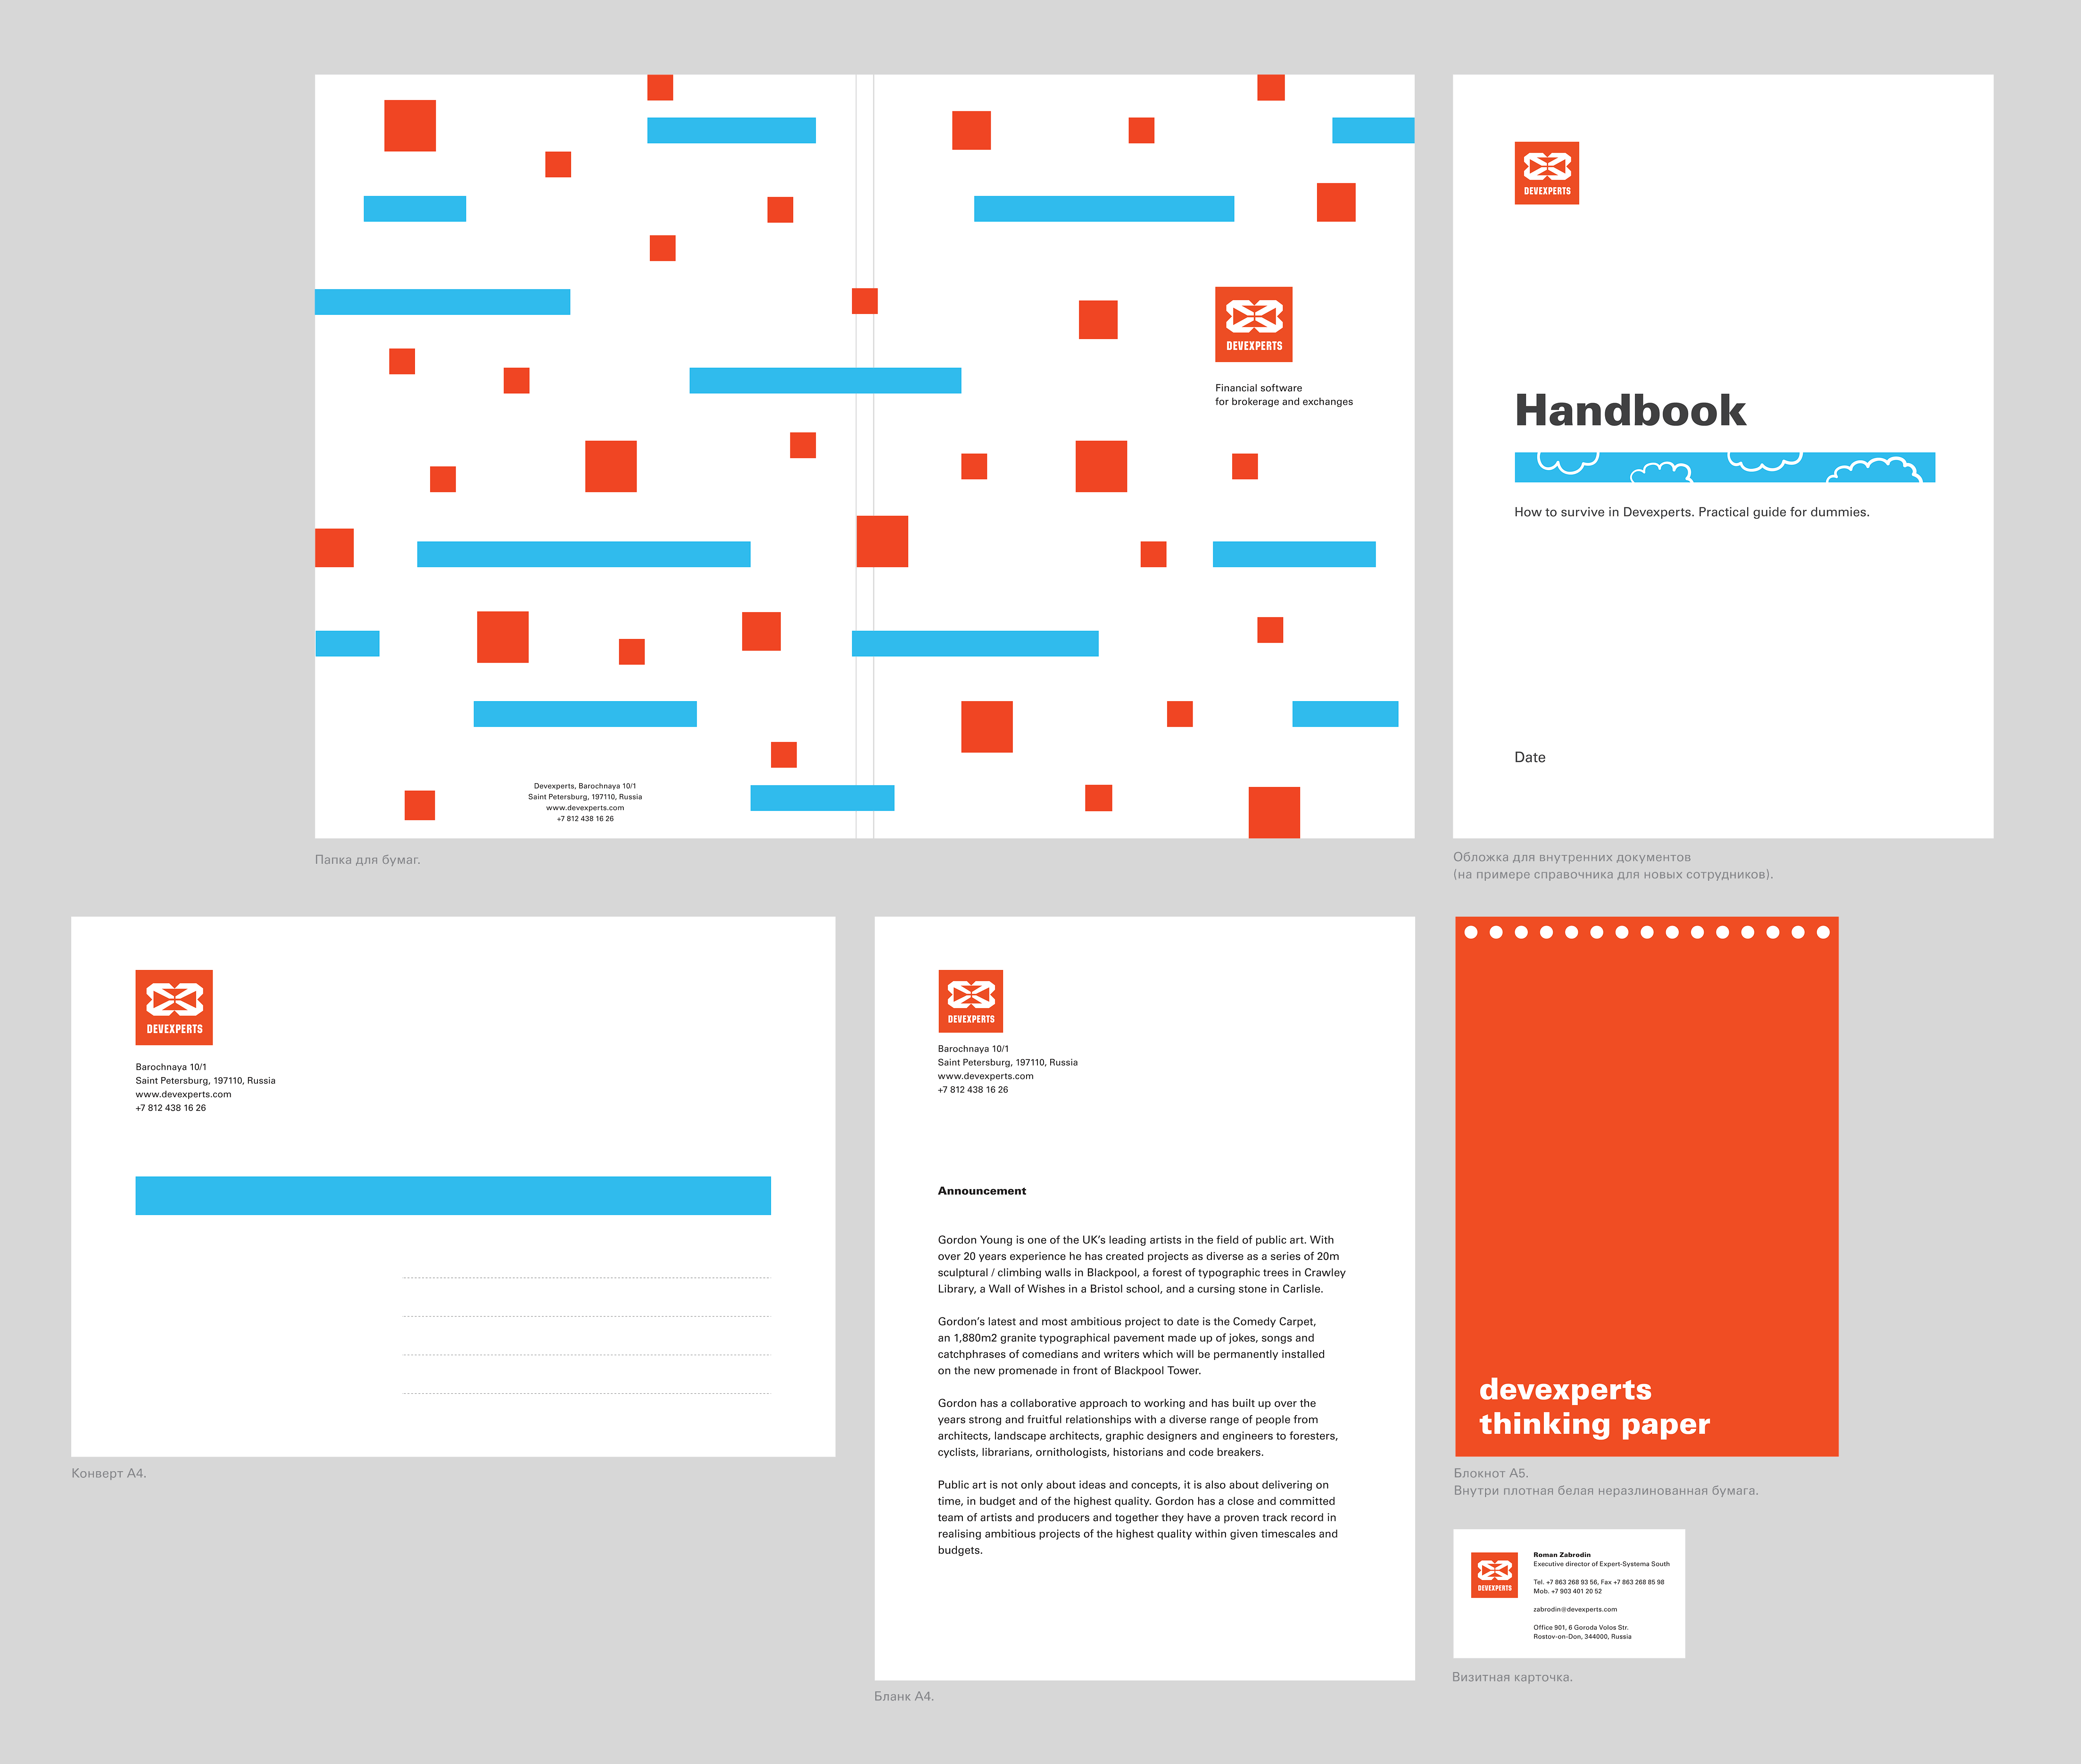 DEVEXPERTS
Financial software
for brokerage and exchanges
Devexperts, Barochnaya 10/1
Saint Petersburg, 197110, Russia
www.devexperts.com
+7 812 438 16 26
Папка для бумаг.
DEVEXPERTS
Handbook
How to survive in Devexperts. Practical guide for dummies.
Date
Обложка для внутренних документов
(на примере справочника для новых сотрудников).
DEVEXPERTS
Barochnaya 10/1
Saint Petersburg, 197110, Russia
www.devexperts.com
+7 812 438 16 26
Конверт А4.
DEVEXPERTS
Barochnaya 10/1
Saint Petersburg, 197110, Russia
www.devexperts.com
+7 812 438 16 26
Announcement
Gordon Young is one of the UK’s leading artists in the field of public art. With
over 20 years experience he has created projects as diverse as a series of 20m
sculptural / climbing walls in Blackpool, a forest of typographic trees in Crawley
Library, a Wall of Wishes in a Bristol school, and a cursing stone in Carlisle.
Gordon’s latest and most ambitious project to date is the Comedy Carpet,
an 1,880m2 granite typographical pavement made up of jokes, songs and
catchphrases of comedians and writers which will be permanently installed
on the new promenade in front of Blackpool Tower.
Gordon has a collaborative approach to working and has built up over the
years strong and fruitful relationships with a diverse range of people from
architects, landscape architects, graphic designers and engineers to foresters,
cyclists, librarians, ornithologists, historians and code breakers.
Public art is not only about ideas and concepts, it is also about delivering on
time, in budget and of the highest quality. Gordon has a close and committed
team of artists and producers and together they have a proven track record in
realising ambitious projects of the highest quality within given timescales and
budgets.
Бланк А4.
devexperts
thinking paper
Блокнот А5.
Внутри плотная белая неразлинованная бумага.
DEVEXPERTS
Roman Zabrodin
Executive director of Expert-Systema South
Tel. +7 863 268 93 56, Fax +7 863 268 85 98
Mob. +7 903 401 20 52
zabrodin@devexperts.com
Office 901, 6 Goroda Volos Str.
Rostov-on-Don, 344000, Russia
Визитная карточка.